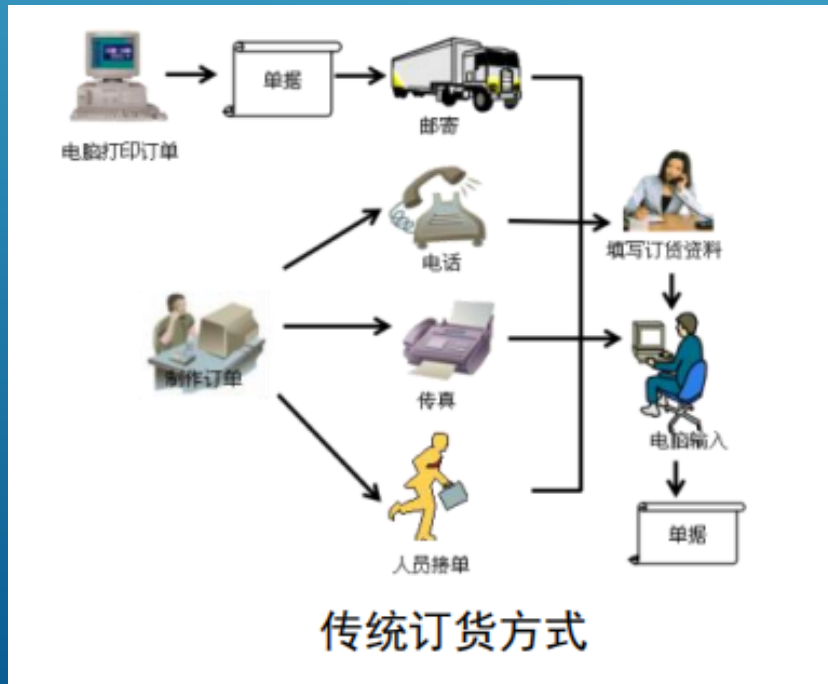 单据
邮寄
电脑打印订单
电话
填写订货资料
制作订单
传真
电脑输入
人员接单
单据
传统订货方式